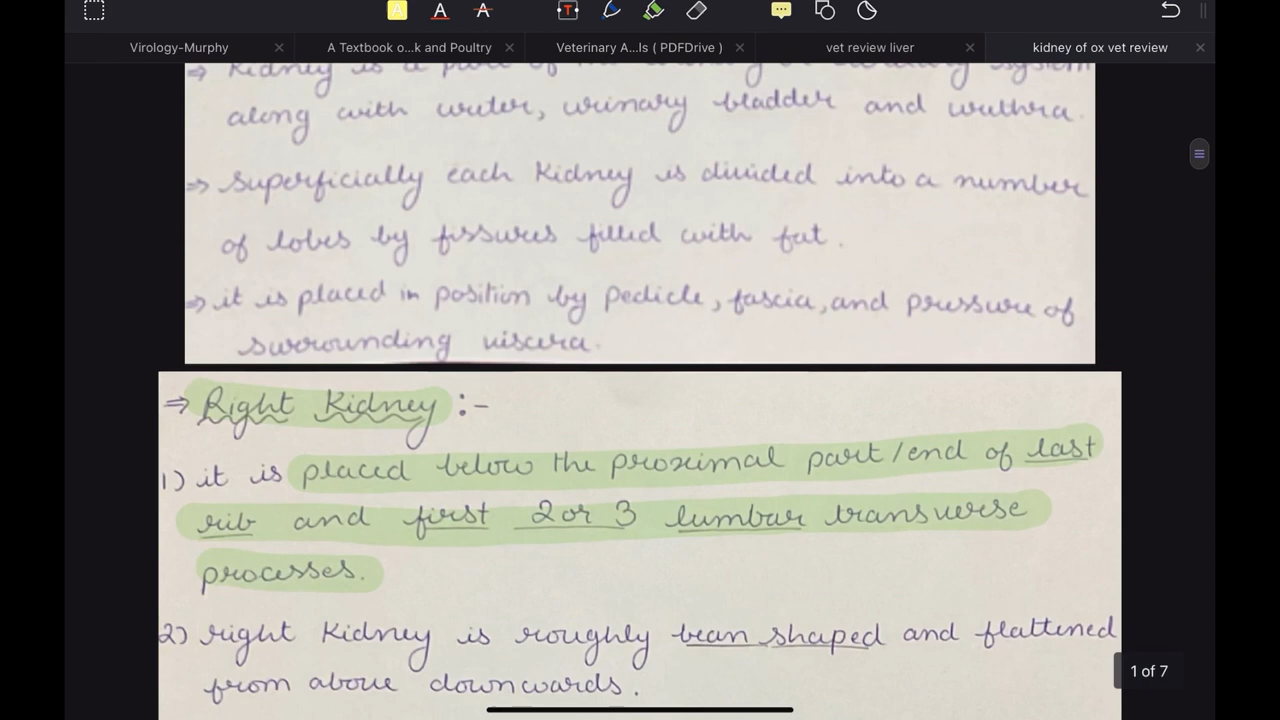 Virology-Murphy
A Textbook o...k and Poultry
Veterinary A...ls ( PDFDrive )
vet review liver
kidney of ox vet review
⇒ Kidney is a part of
along with ureter, urinary bladder and urethra.
⇒ Superficially each Kidney is divided into a number
of lobes by fissures filled with fat.
⇒ it is placed in position by pedicle, fascia, and pressure of
surrounding viscera.
⇒ Right Kidney :-
1) it is placed below the proximal part/end of last
rib and first 2 or 3 lumbar transverse
processes.
2) right Kidney is roughly bean shaped and flattened
from above downwards.
1 of 7